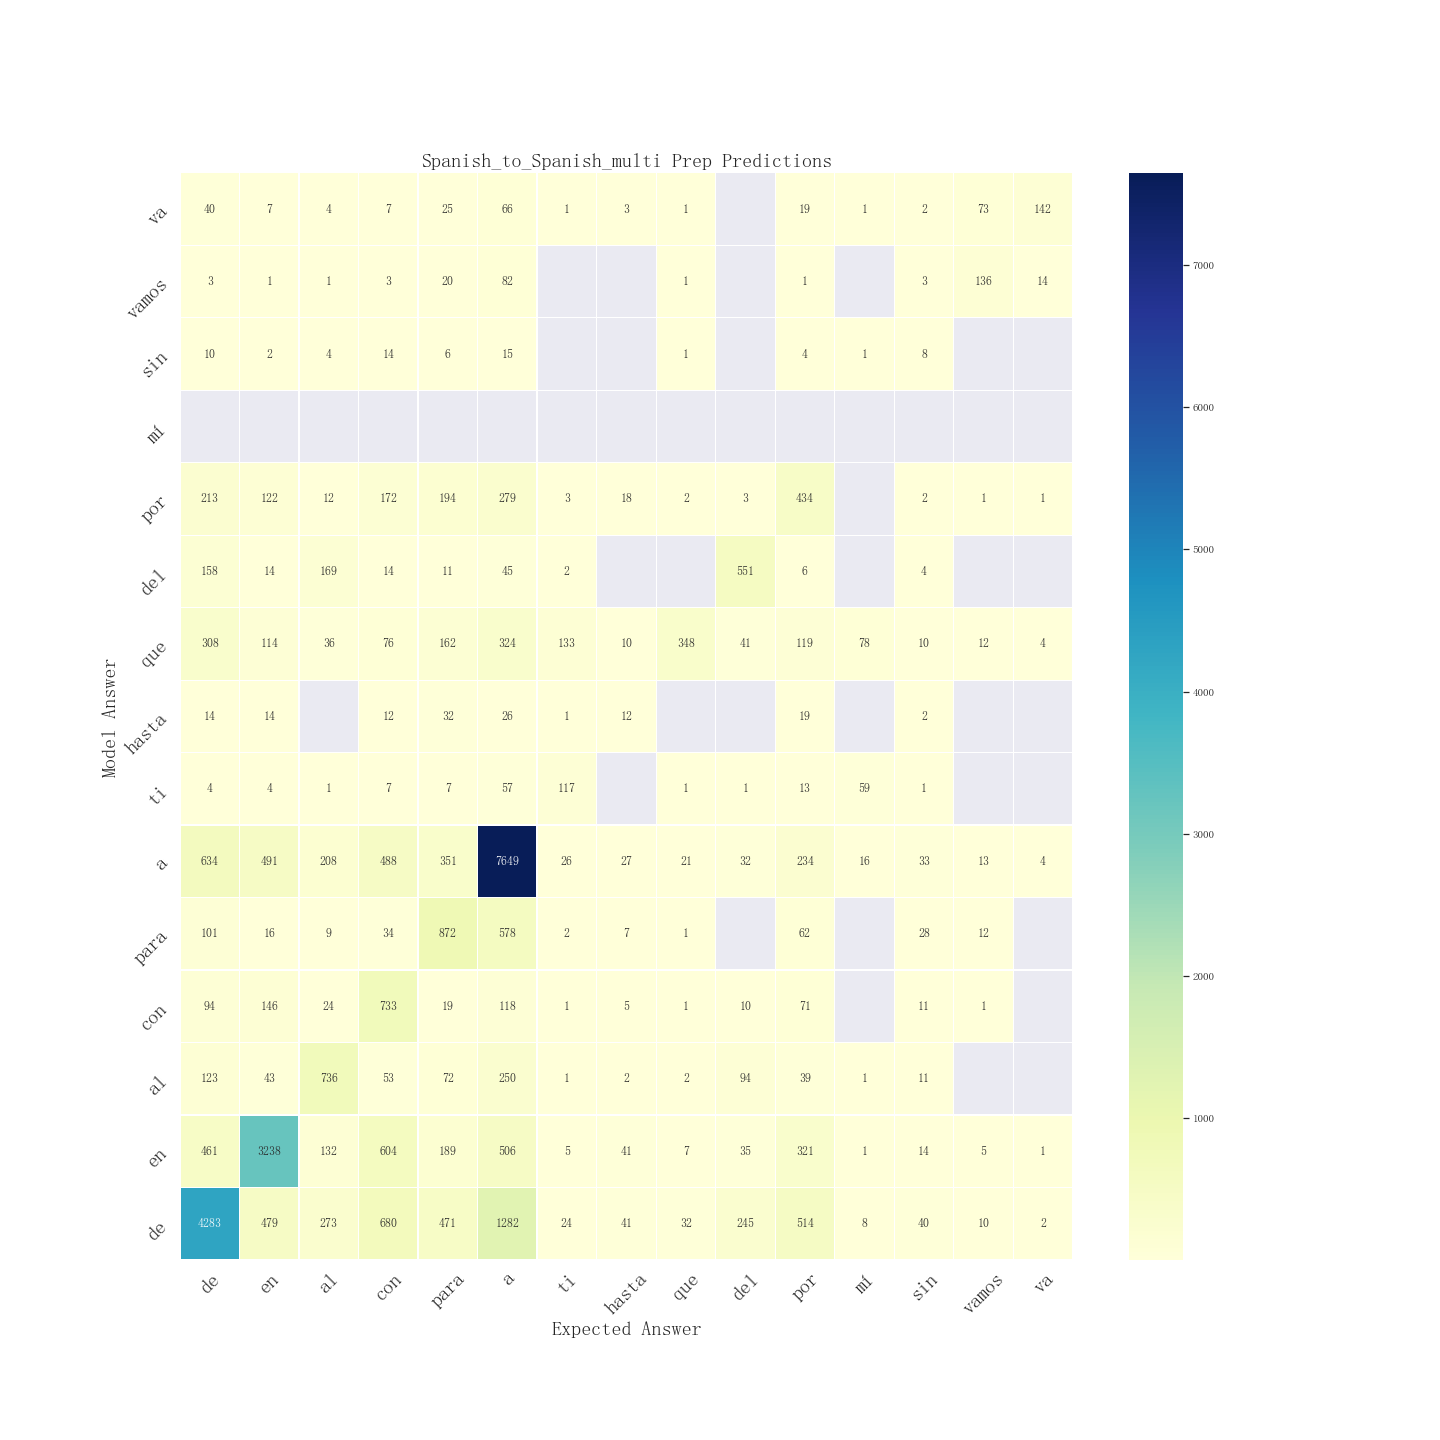 Spanish_to_Spanish_multi Prep Predictions
va 40 7 4 7 25 66 1 3 1 19 1 2 73 142
vamos 3 1 1 3 20 82 1 1 3 136 14
sin 10 2 4 14 6 15 1 4 1 8
mí
por 213 122 12 172 194 279 3 18 2 3 434 2 1 1
del 158 14 169 14 11 45 2 551 6 4
que 308 114 36 76 162 324 133 10 348 41 119 78 10 12 4
hasta 14 14 12 32 26 1 12 19 2
ti 4 4 1 7 7 57 117 1 1 13 59 1
a 634 491 208 488 351 7649 26 27 21 32 234 16 33 13 4
para 101 16 9 34 872 578 2 7 1 62 28 12
con 94 146 24 733 19 118 1 5 1 10 71 11 1
al 123 43 736 53 72 250 1 2 2 94 39 1 11
en 461 3238 132 604 189 506 5 41 7 35 321 1 14 5 1
de 4283 479 273 680 471 1282 24 41 32 245 514 8 40 10 2
de en al con para a ti hasta que del por mí sin vamos va
Expected Answer
Model Answer
7000
6000
5000
4000
3000
2000
1000